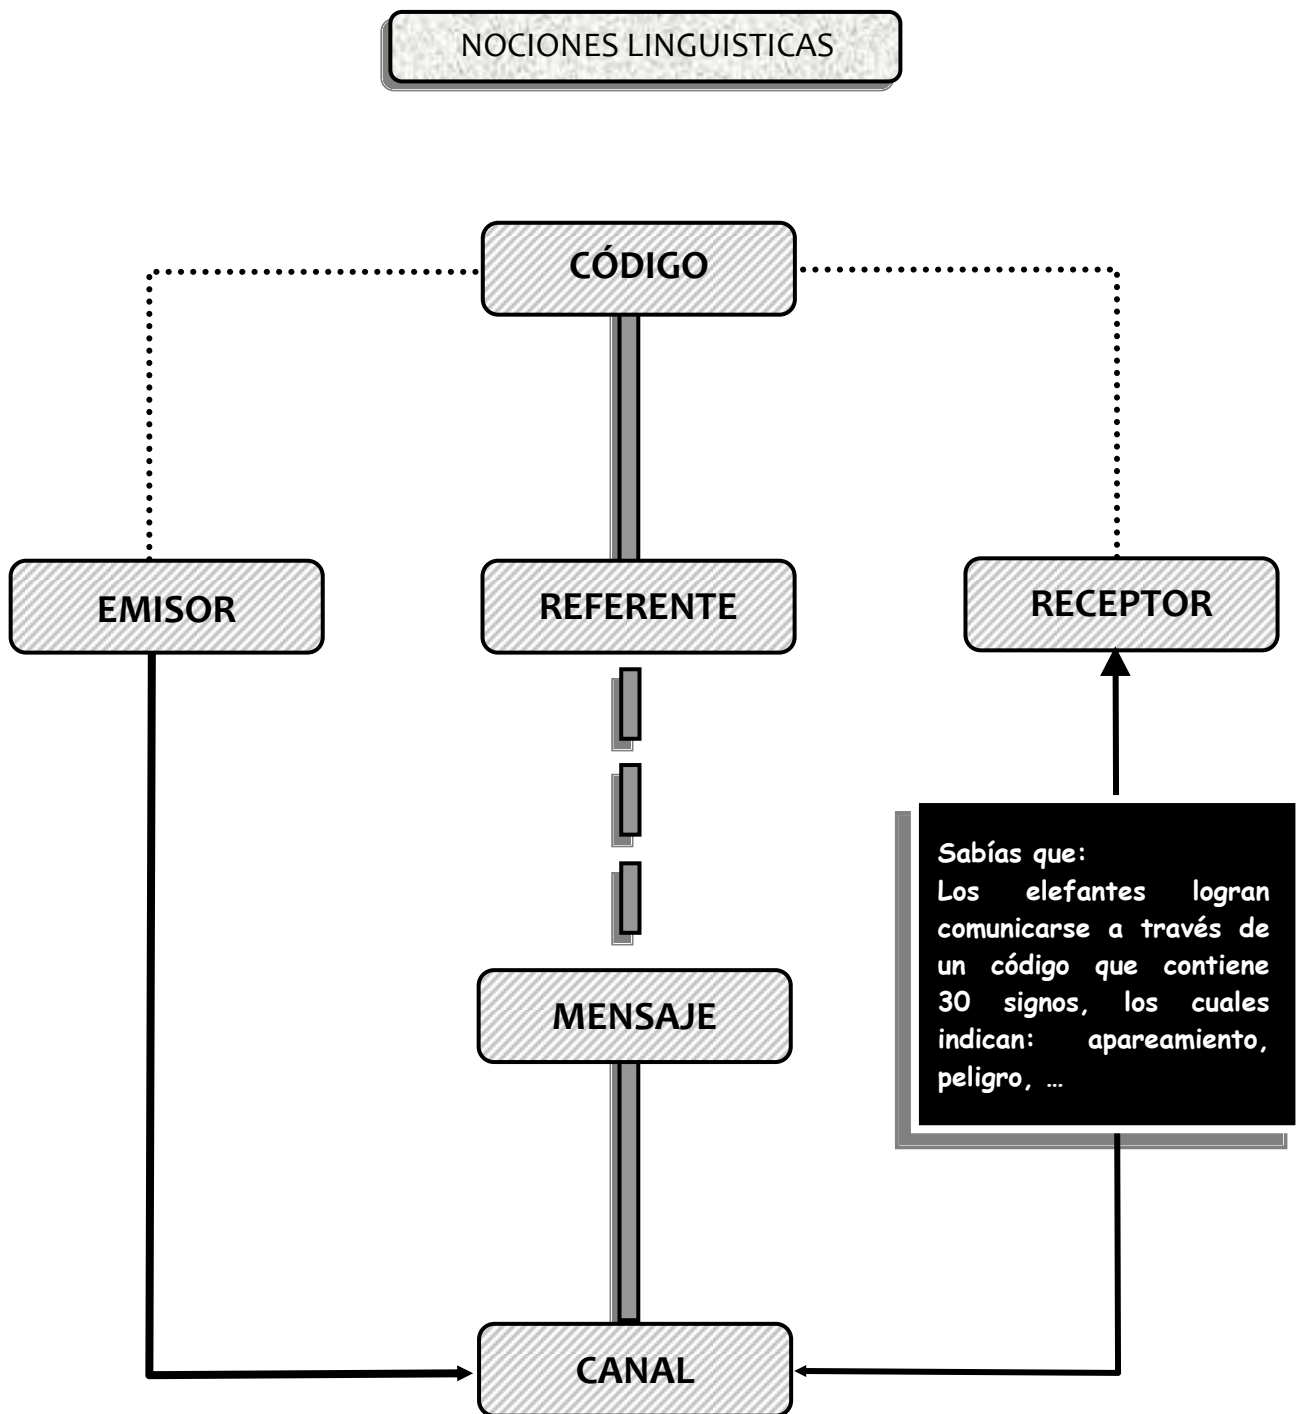 NOCIONES LINGUISTICAS
CÓDIGO
EMISOR
REFERENTE
RECEPTOR
Sabías que:
Los elefantes logran
comunicarse a través de
un código que contiene
30 signos, los cuales
indican: apareamiento,
peligro, …
MENSAJE
CANAL